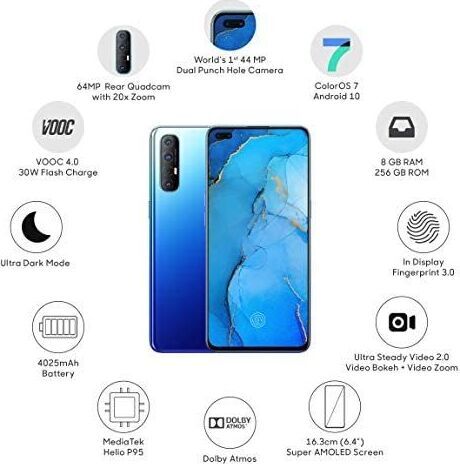 World's 1st 44 MP
Dual Punch Hole Camera
64MP Rear Quadcam
with 20x Zoom
7
ColorOS 7
Android 10
VOOC
VOOC 4.0
30W Flash Charge
8 GB RAM
256 GB ROM
Ultra Dark Mode
In Display
Fingerprint 3.0
4025mAh
Battery
Ultra Steady Video 2.0
Video Bokeh + Video Zoom
MediaTek
Helio P95
DOLBY
ATMOS
Dolby Atmos
16.3cm (6.4")
Super AMOLED Screen